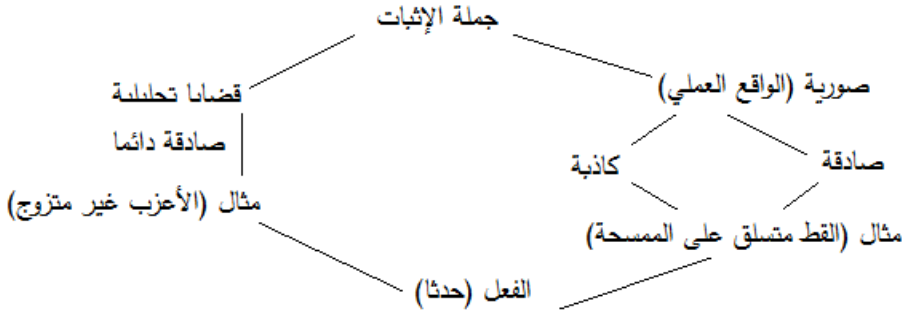 جملة الإثبات
صورية (الواقع العملي)
قضايا تحليلية
صادقة دائما
صادقة
كاذبة
مثال (الأعزب غير متزوج)
مثال (القط متسلق على الممسحة)
الفعل (حدثا)